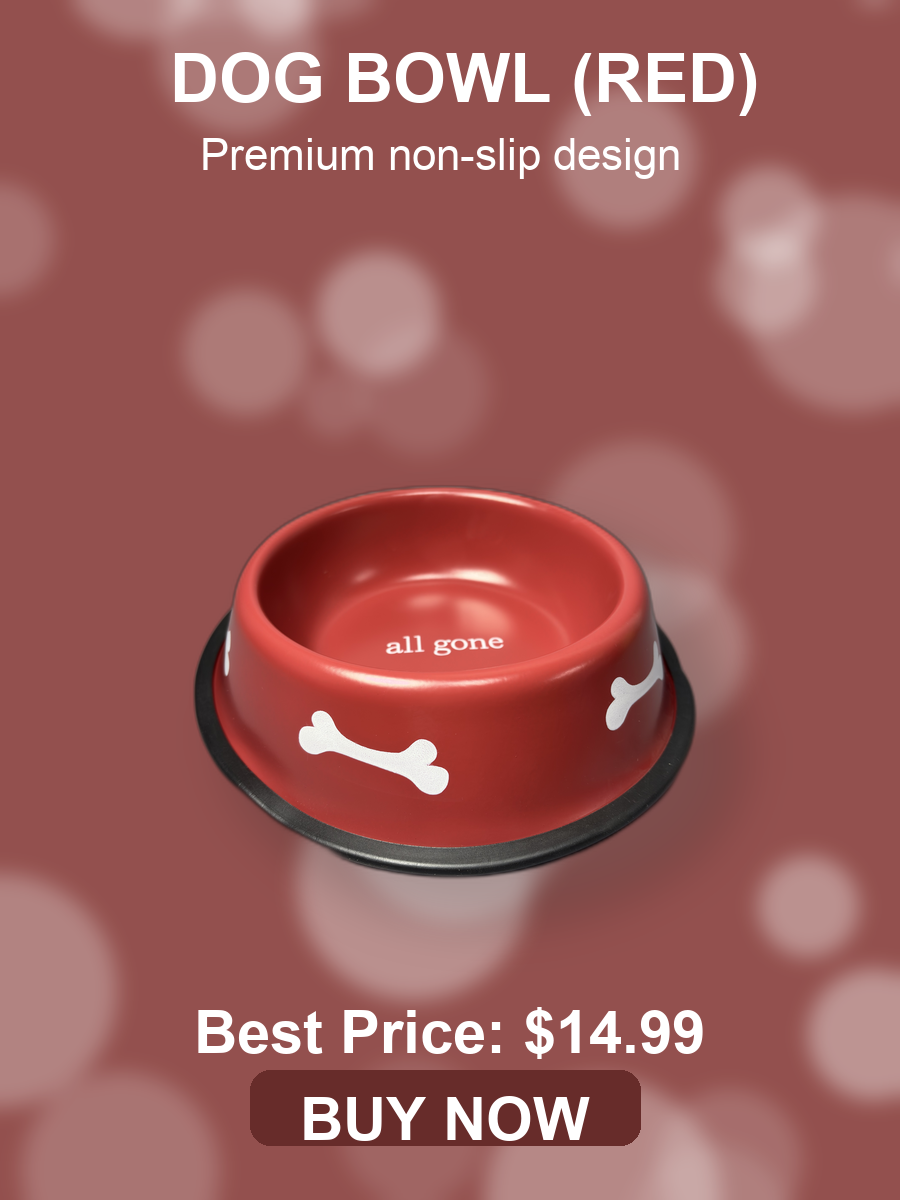 DOG BOWL (RED)
Premium non-slip design
all gone
Best Price: $14.99
BUY NOW